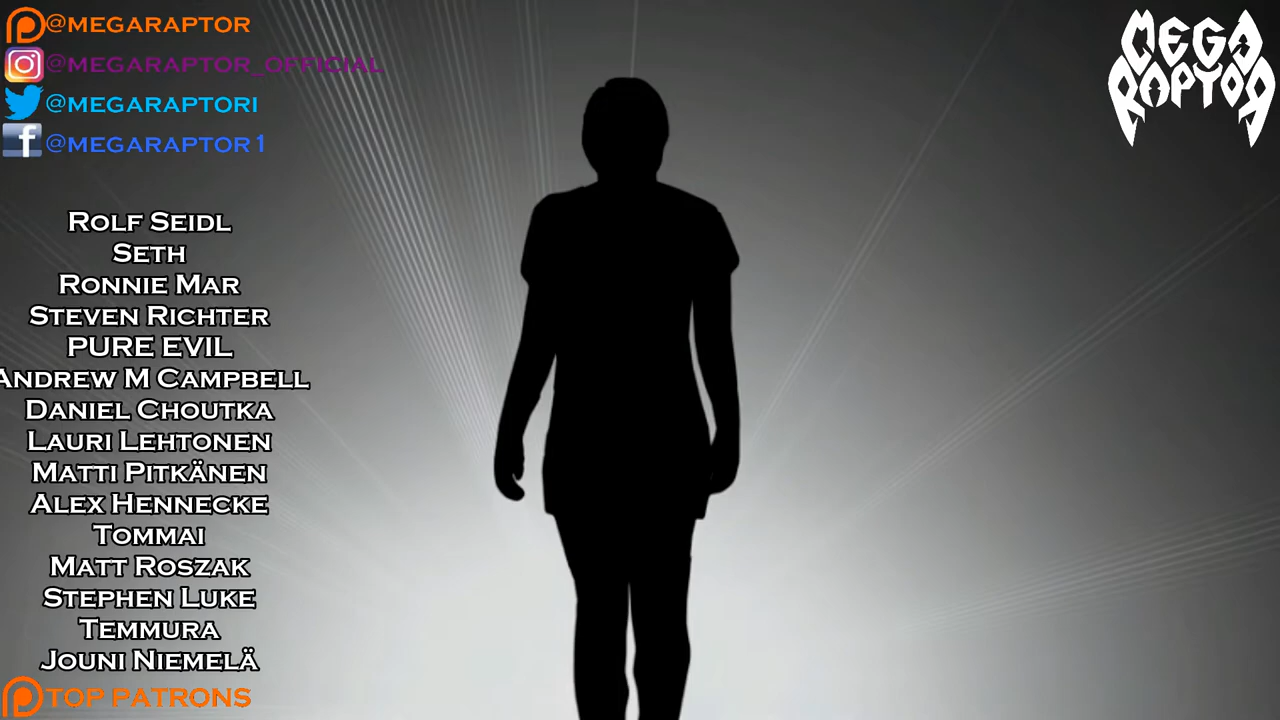 @MEGARAPTOR
@MEGARAPTOR_OFFICIAL
@MEGARAPTORI
@MEGARAPTOR1
MEGA
RAPTOR
ROLF SEIDL
SETH
RONNIE MAR
STEVEN RICHTER
PURE EVIL
ANDREW M CAMPBELL
DANIEL CHOUTKA
LAURI LEHTONEN
MATTI PITKÄNEN
ALEX HENNECKE
TOMMAI
MATT ROSZAK
STEPHEN LUKE
TEMMURA
JOUNI NIEMELÄ
TOP PATRONS